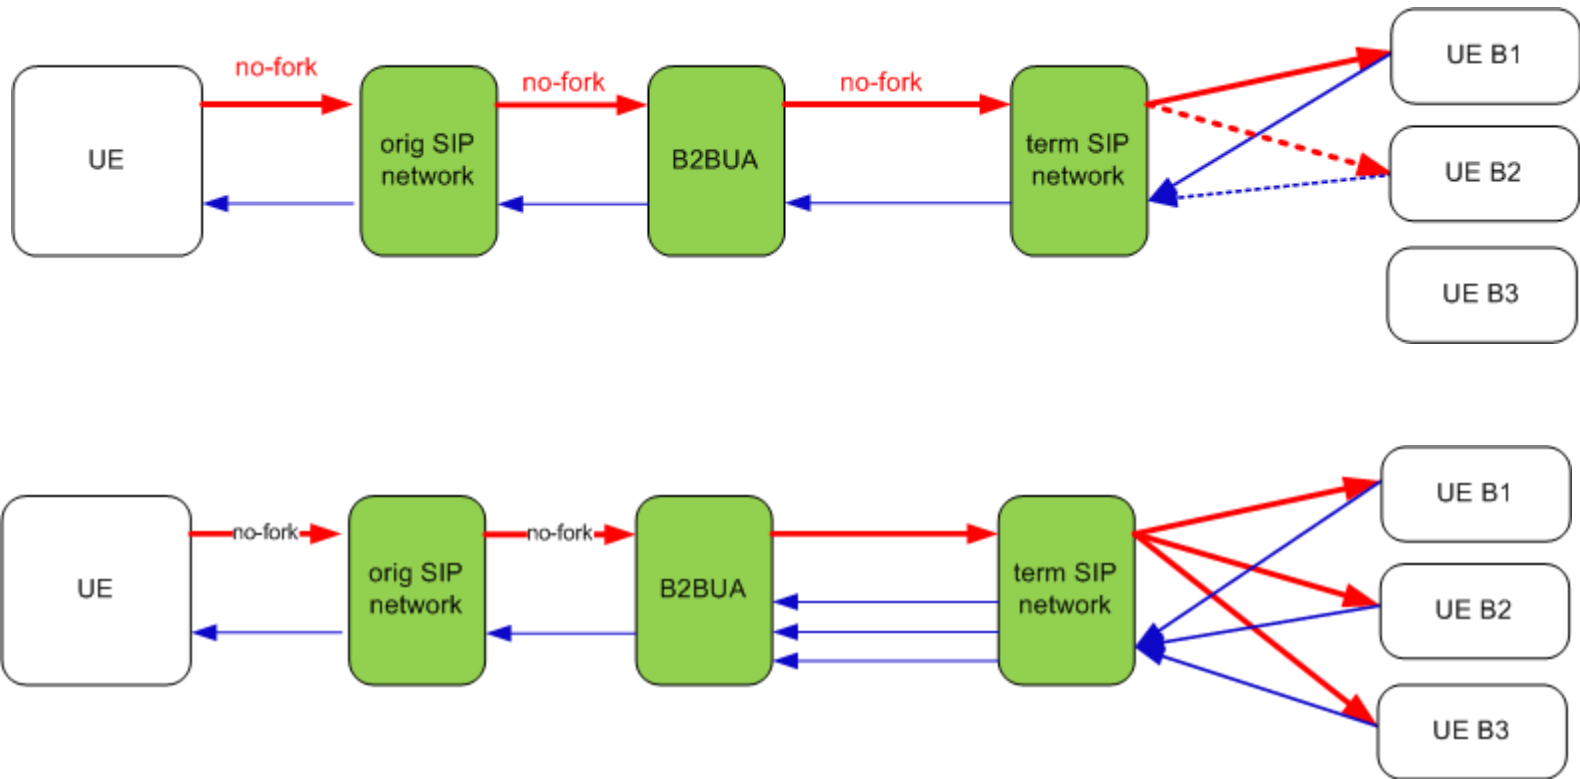 no-fork
no-fork
no-fork
UE
orig SIP
network
B2BUA
term SIP
network
UE B1
UE B2
UE B3
no-fork
no-fork
UE
orig SIP
network
B2BUA
term SIP
network
UE B1
UE B2
UE B3